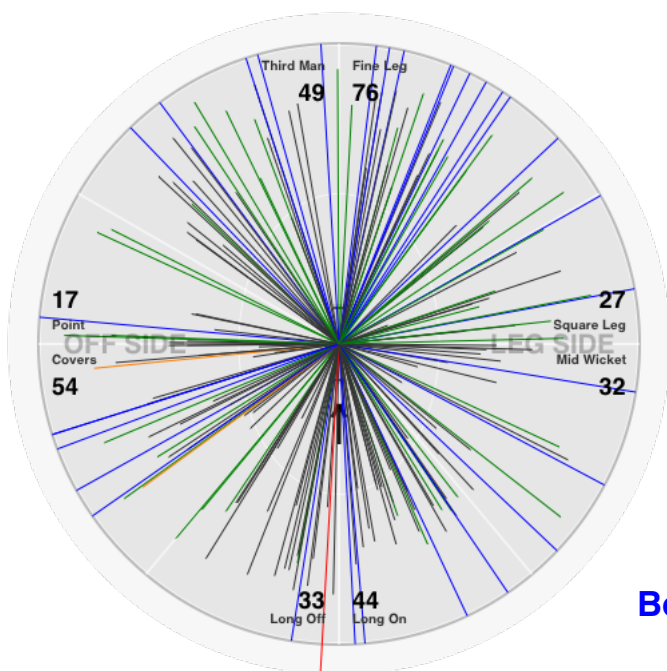 Third Man Fine Leg
49 76
17 27
Point Square Leg
OFF SIDE LEG SIDE
Covers Mid Wicket
54 32
33 44
Long Off Long On